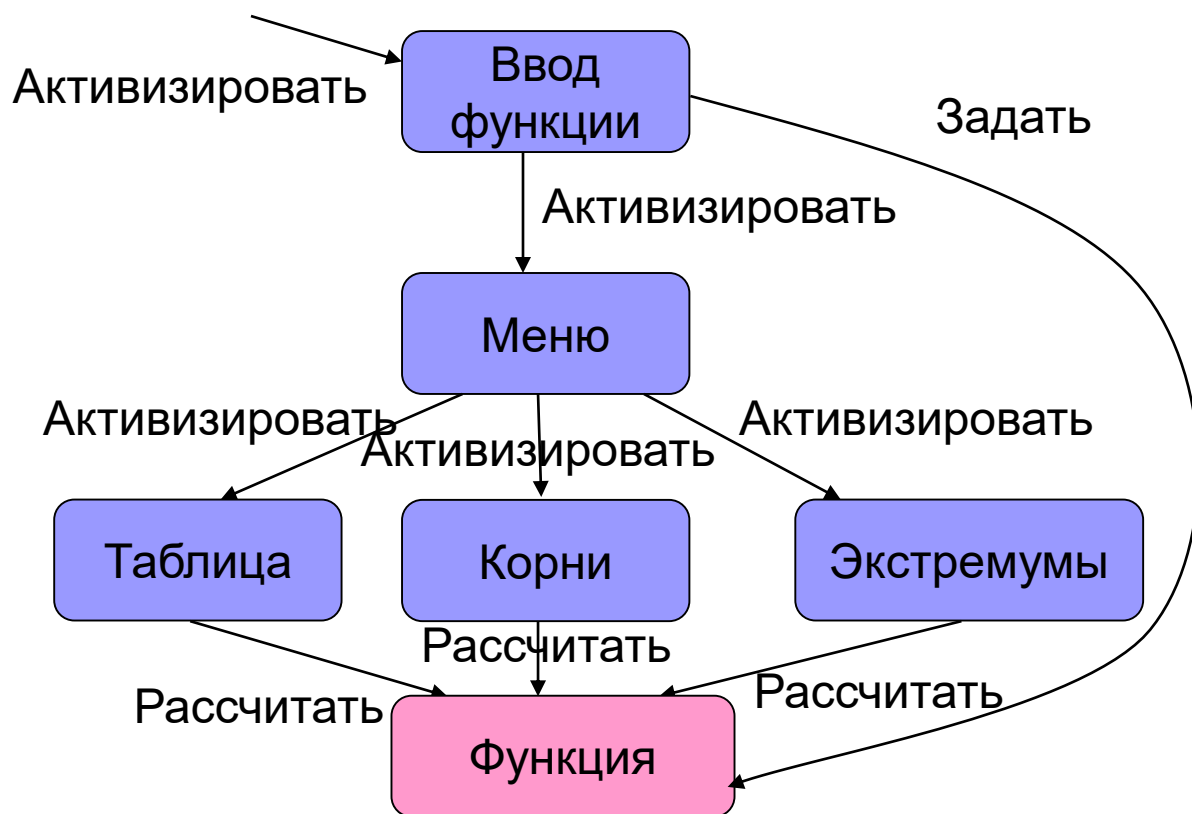 Активизировать
Ввод
функции
Задать
Активизировать
Меню
Активизировать
Активизировать
Активизировать
Таблица
Корни
Экстремумы
Рассчитать
Рассчитать
Рассчитать
Функция